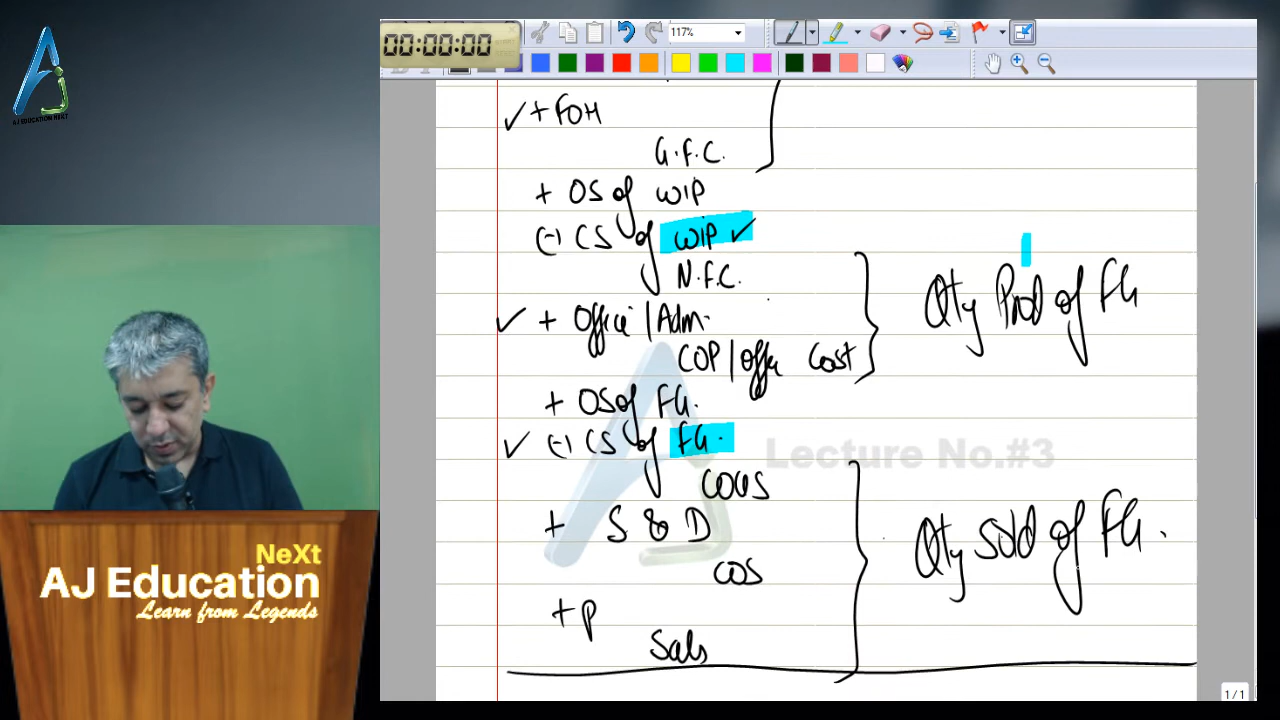 AJ EDUCATION NEXT
00:00:00
117%
✓ + FOH
G.F.C.
+ OS of WIP
(-) CS of WIP ✓
N.F.C.
✓ + Office | Adm.
COP | Office Cost
Qty Prod of FG
+ OS of FG.
✓ (-) CS of FG.
Lecture No.#3
COGS
+ S & D
Qty Sold of FG.
COS
+ P
Sales
NeXt
AJ Education
Learn from Legends
1/1